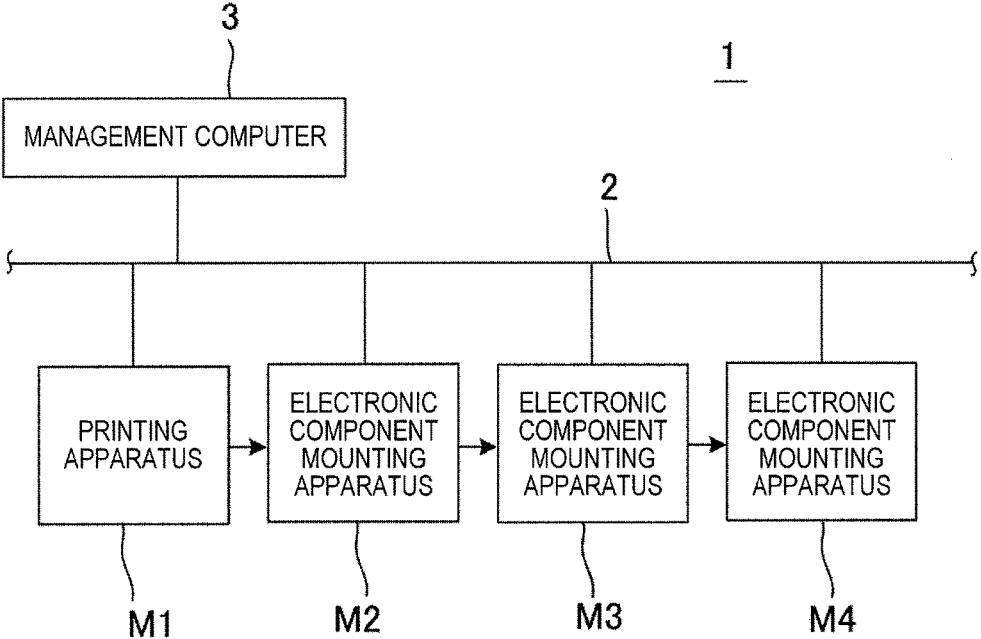 3
1
MANAGEMENT COMPUTER
2
PRINTING
APPARATUS
ELECTRONIC
COMPONENT
MOUNTING
APPARATUS
ELECTRONIC
COMPONENT
MOUNTING
APPARATUS
ELECTRONIC
COMPONENT
MOUNTING
APPARATUS
M1
M2
M3
M4